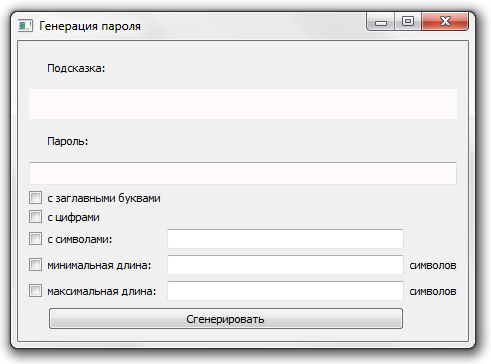 Генерация пароля
Подсказка:
Пароль:
с заглавными буквами
с цифрами
с символами:
минимальная длина: символов
максимальная длина: символов
Сгенерировать